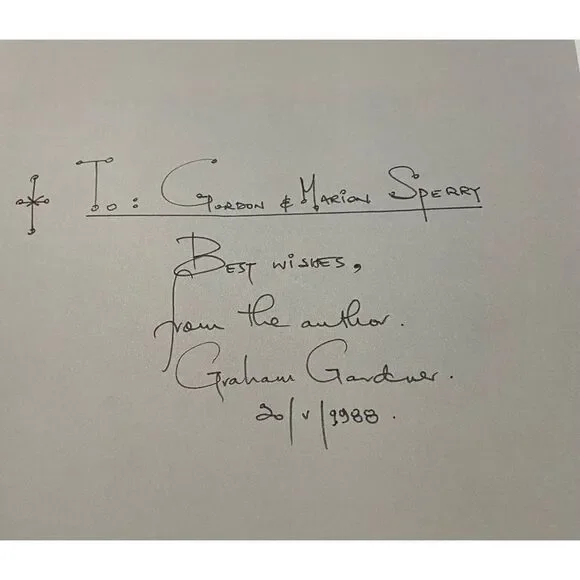 To: Gordon & Marion Sperry
Best wishes,
from the author.
Graham Gardner.
20/V/1988.